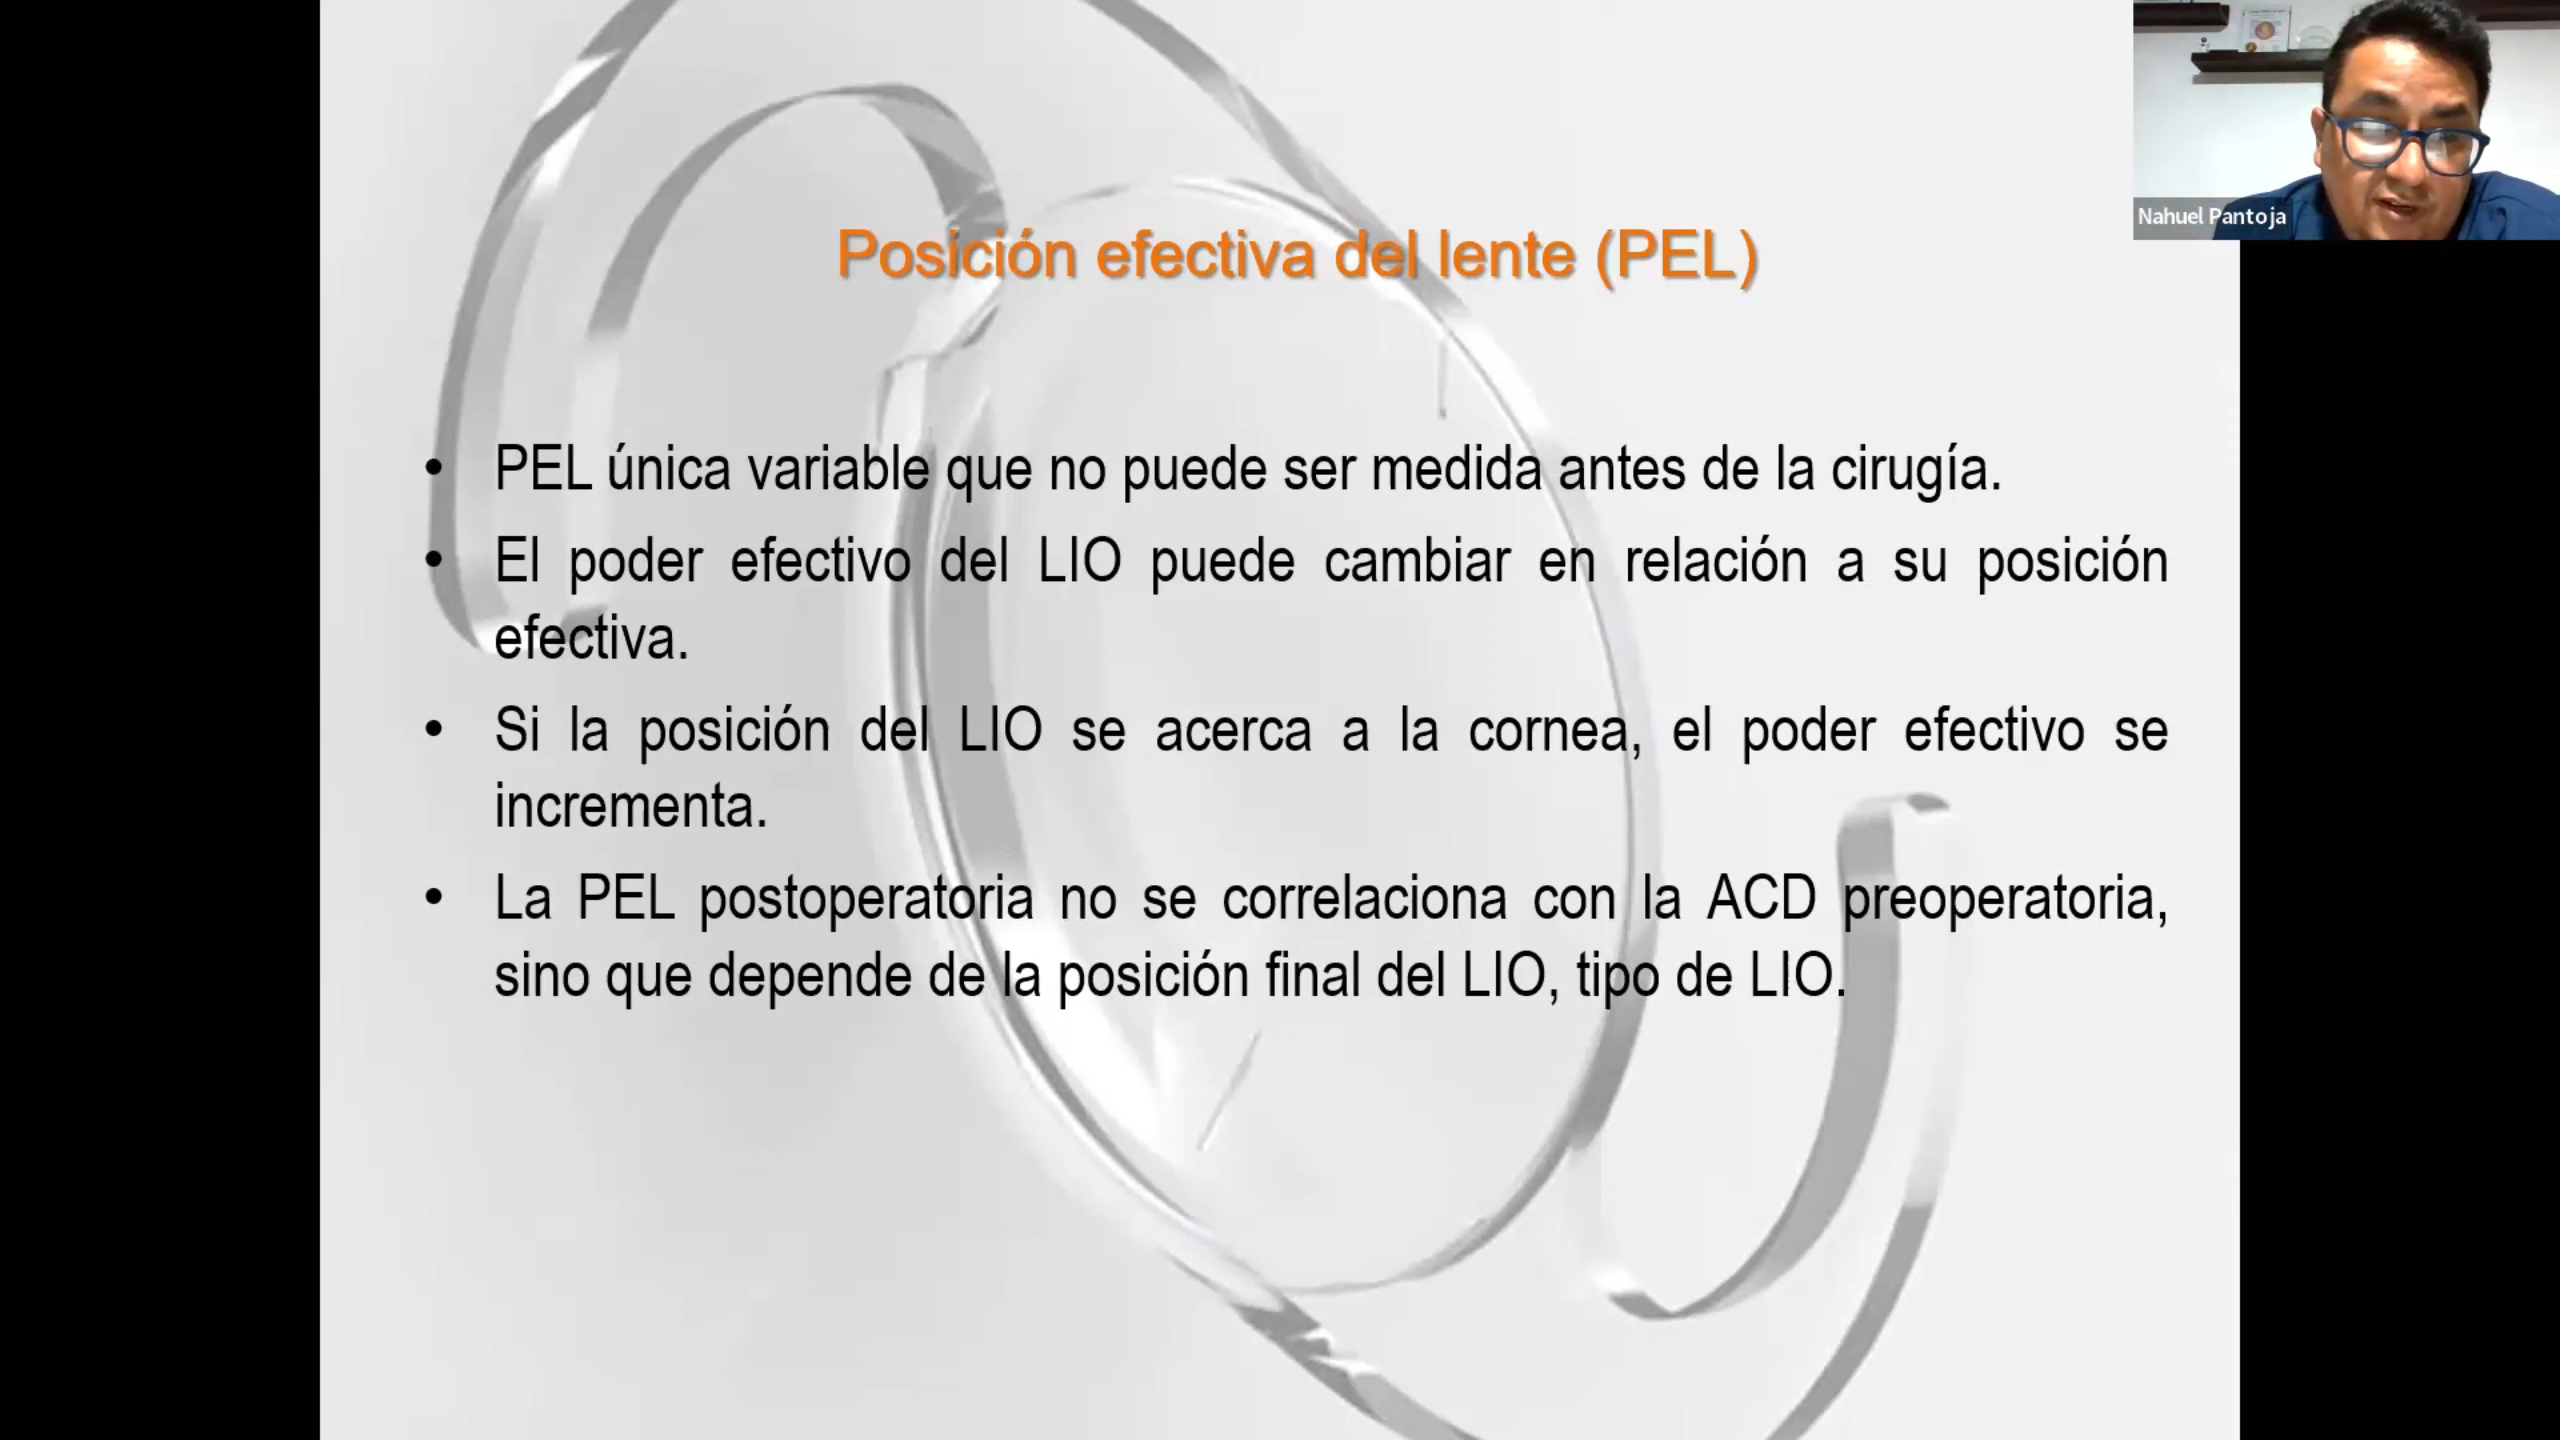 Nahuel Pantoja
Posición efectiva del lente (PEL)
• PEL única variable que no puede ser medida antes de la cirugía.
• El poder efectivo del LIO puede cambiar en relación a su posición
efectiva.
• Si la posición del LIO se acerca a la cornea, el poder efectivo se
incrementa.
• La PEL postoperatoria no se correlaciona con la ACD preoperatoria,
sino que depende de la posición final del LIO, tipo de LIO.